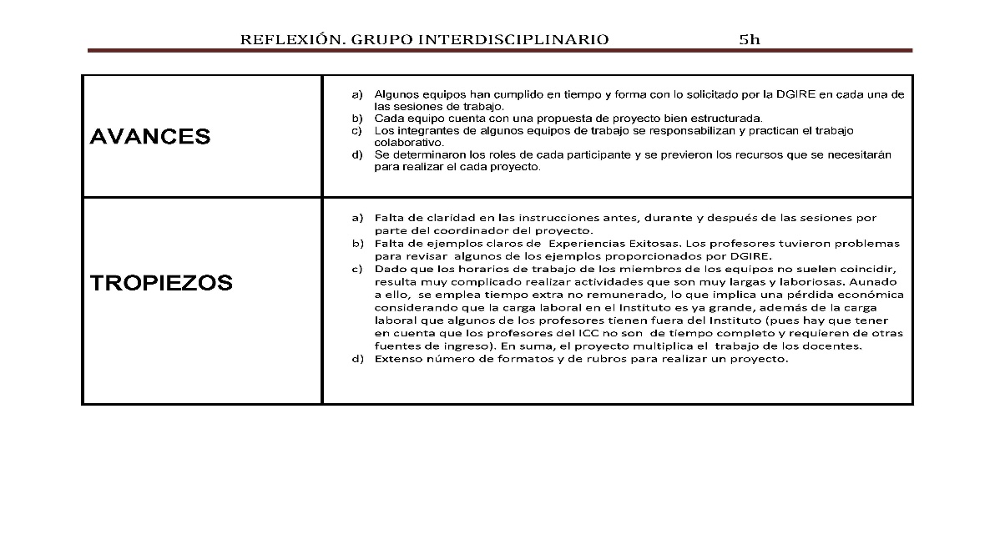 REFLEXIÓN. GRUPO INTERDISCIPLINARIO 5h
AVANCES
a) Algunos equipos han cumplido en tiempo y forma con lo solicitado por la DGIRE en cada una de
las sesiones de trabajo.
b) Cada equipo cuenta con una propuesta de proyecto bien estructurada.
c) Los integrantes de algunos equipos de trabajo se responsabilizan y practican el trabajo
colaborativo.
d) Se determinaron los roles de cada participante y se previeron los recursos que se necesitarán
para realizar el cada proyecto.
TROPIEZOS
a) Falta de claridad en las instrucciones antes, durante y después de las sesiones por
parte del coordinador del proyecto.
b) Falta de ejemplos claros de  Experiencias Exitosas. Los profesores tuvieron problemas
para revisar  algunos de los ejemplos proporcionados por DGIRE.
c) Dado que los horarios de trabajo de los miembros de los equipos no suelen coincidir,
resulta muy complicado realizar actividades que son muy largas y laboriosas. Aunado
a ello,  se emplea tiempo extra no remunerado, lo que implica una pérdida económica
considerando que la carga laboral en el Instituto es ya grande, además de la carga
laboral que algunos de los profesores tienen fuera del Instituto (pues hay que tener
en cuenta que los profesores del ICC no son  de tiempo completo y requieren de otras
fuentes de ingreso). En suma, el proyecto multiplica el  trabajo de los docentes.
d) Extenso número de formatos y de rubros para realizar un proyecto.